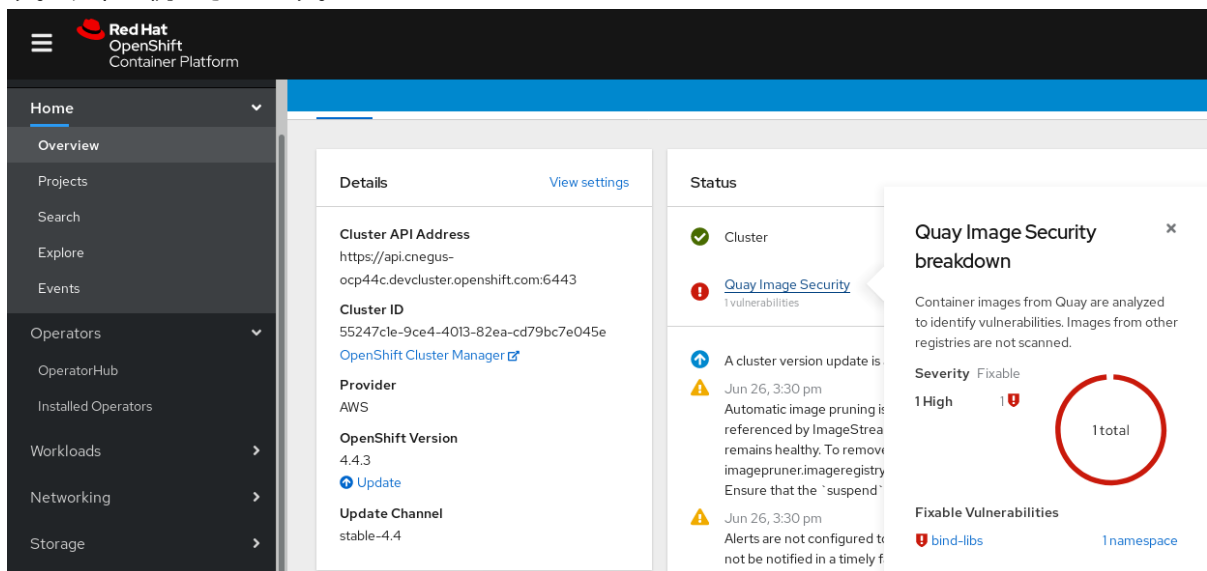 Red Hat
OpenShift
Container Platform
Home
Overview
Projects
Search
Explore
Events
Operators
OperatorHub
Installed Operators
Workloads
Networking
Storage
Details
View settings
Cluster API Address
https://api.cnegus-
ocp44c.devcluster.openshift.com:6443
Cluster ID
55247c1e-9ce4-4013-82ea-cd79bc7e045e
OpenShift Cluster Manager
Provider
AWS
OpenShift Version
4.4.3
Update
Update Channel
stable-4.4
Status
Cluster
Quay Image Security
1 vulnerabilities
A cluster version update is
Jun 26, 3:30 pm
Automatic image pruning is
referenced by ImageStrea
remains healthy. To remove
imagepruner.imageregistry
Ensure that the `suspend`
Jun 26, 3:30 pm
Alerts are not configured to
not be notified in a timely f
Quay Image Security
breakdown
Container images from Quay are analyzed
to identify vulnerabilities. Images from other
registries are not scanned.
Severity Fixable
1 High 1
1 total
Fixable Vulnerabilities
bind-libs 1 namespace